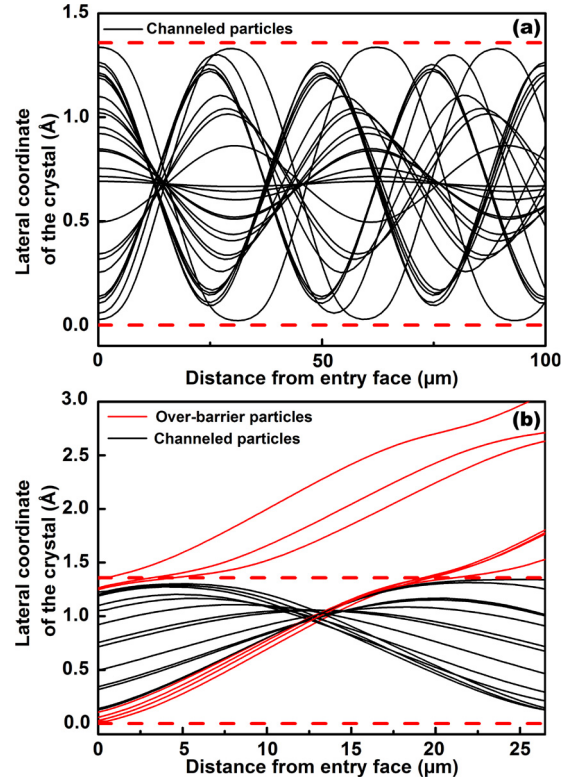 (a)
Channeled particles
1.5
1.0
0.5
0.0
Lateral coordinate
of the crystal (Å)
0 50 100
Distance from entry face (µm)
(b)
Over-barrier particles
Channeled particles
3.0
2.5
2.0
1.5
1.0
0.5
0.0
Lateral coordinate
of the crystal (Å)
0 5 10 15 20 25
Distance from entry face (µm)